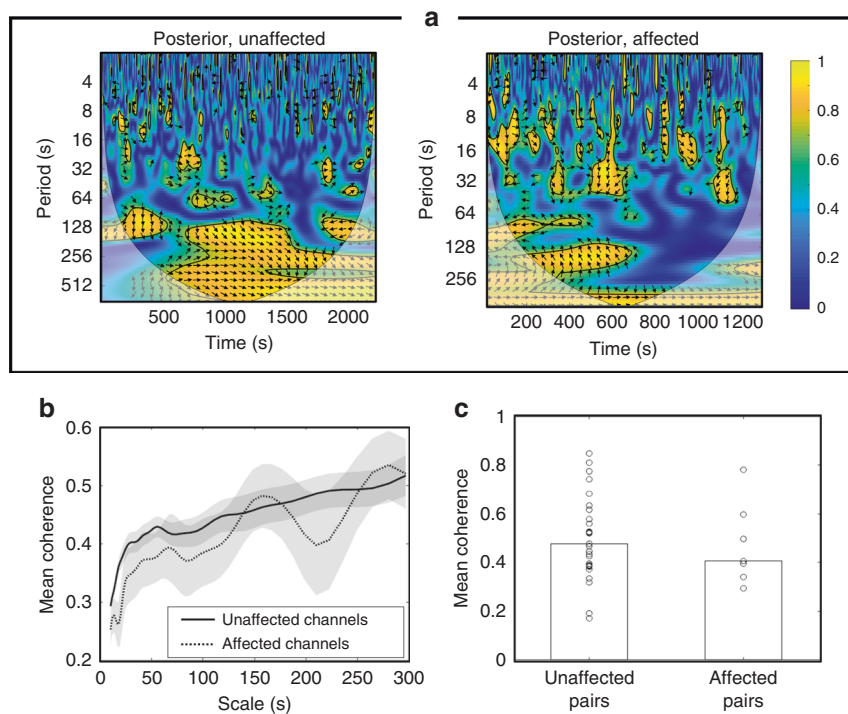 a
Posterior, unaffected
Period (s)
4
8
16
32
64
128
256
512
500 1000 1500 2000
Time (s)
Posterior, affected
Period (s)
4
8
16
32
64
128
256
200 400 600 800 1000 1200
Time (s)
1
0.8
0.6
0.4
0.2
0
b
Mean coherence
0.6
0.5
0.4
0.3
0.2
Unaffected channels
Affected channels
0 50 100 150 200 250 300
Scale (s)
c
Mean coherence
1
0.8
0.6
0.4
0.2
0
Unaffected pairs
Affected pairs